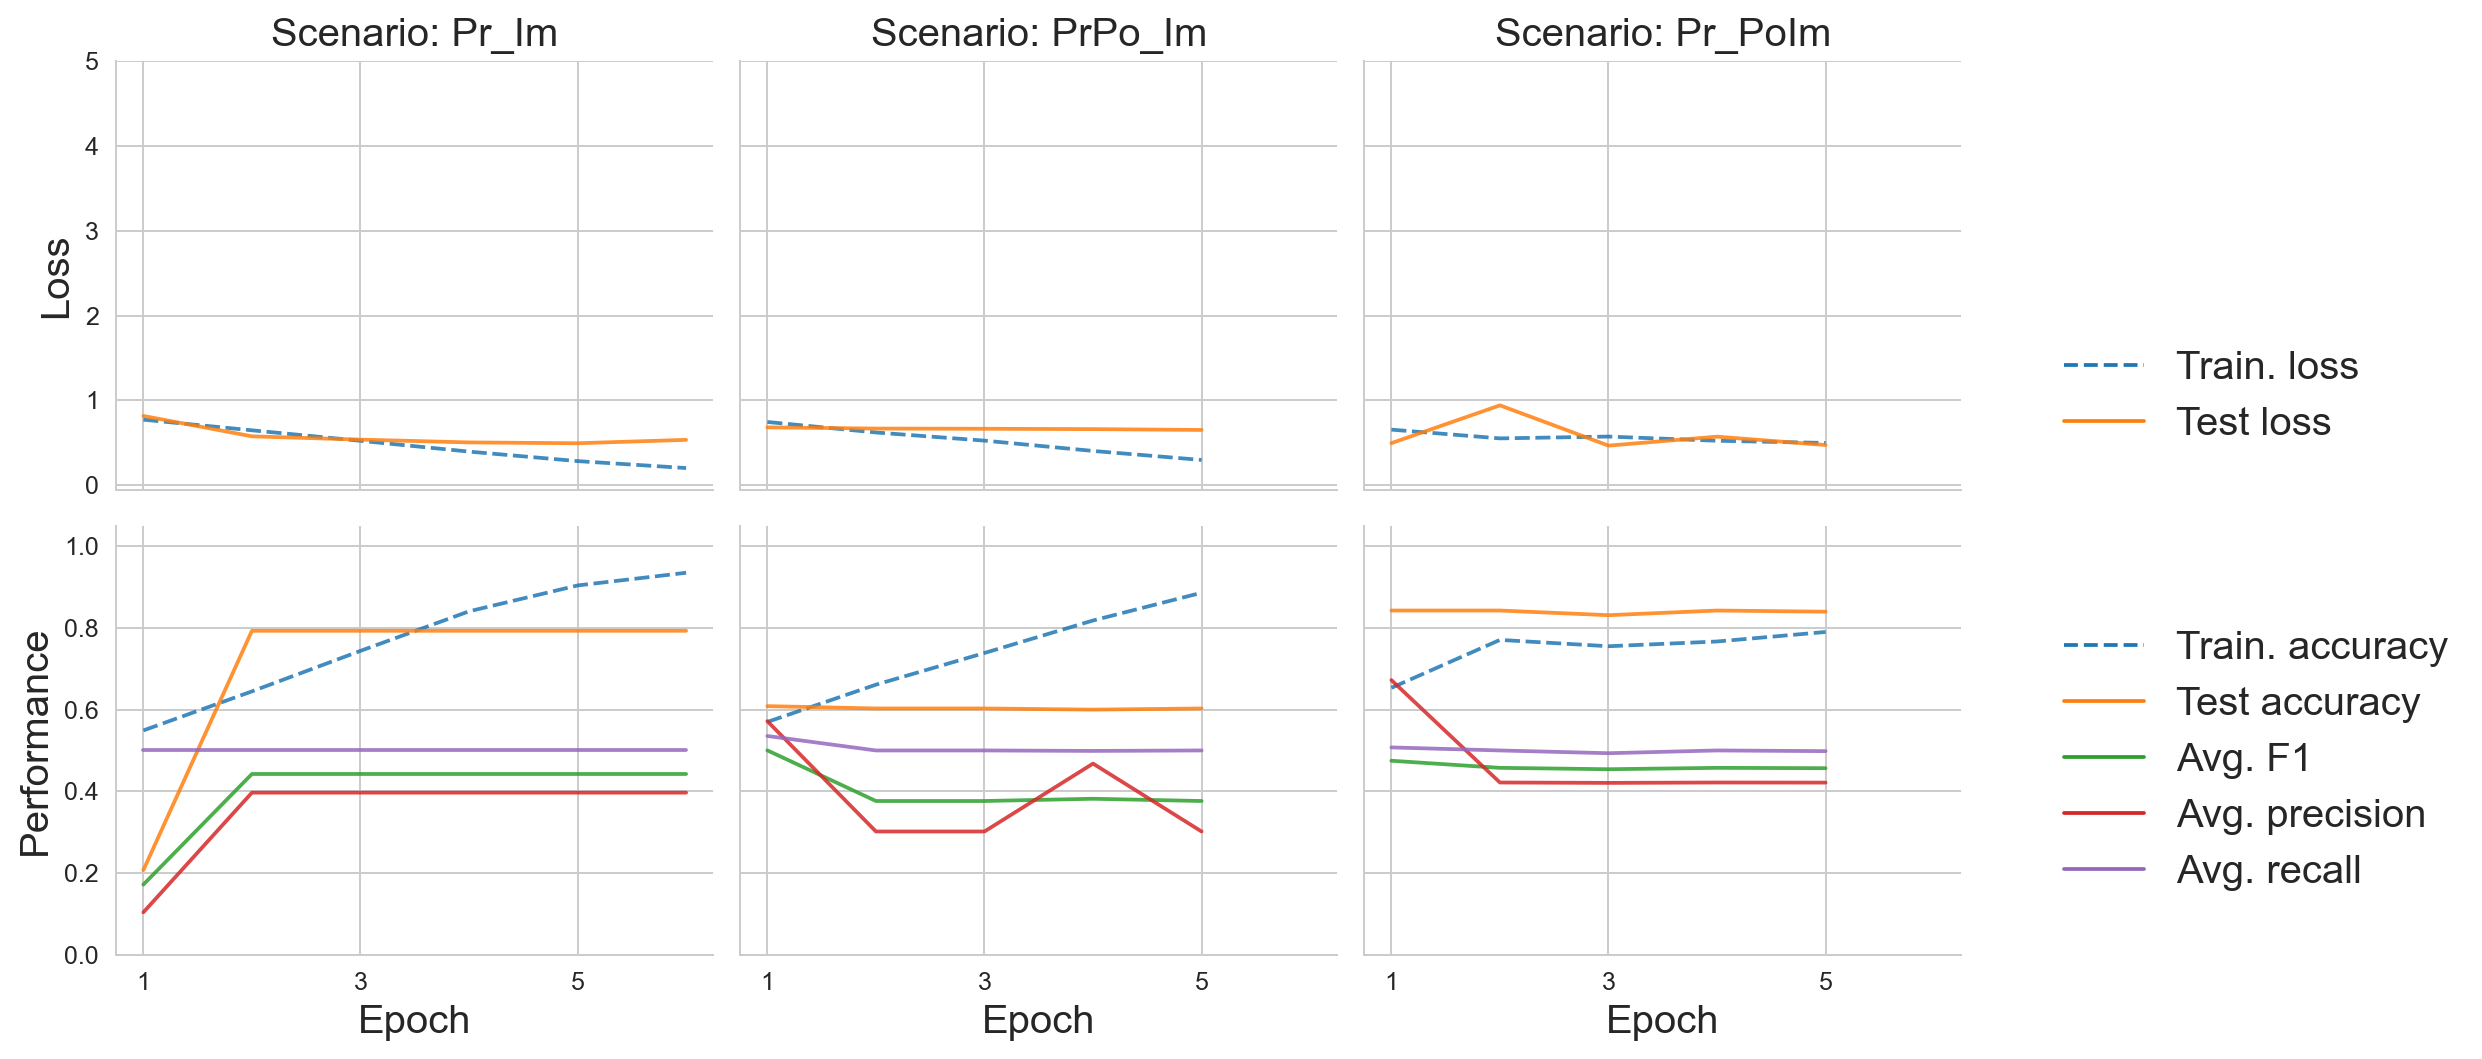 Scenario: Pr_Im
Scenario: PrPo_Im
Scenario: Pr_PoIm
Loss
5
4
3
2
1
0
Train. loss
Test loss
Performance
1.0
0.8
0.6
0.4
0.2
0.0
Train. accuracy
Test accuracy
Avg. F1
Avg. precision
Avg. recall
1 3 5
1 3 5
1 3 5
Epoch
Epoch
Epoch